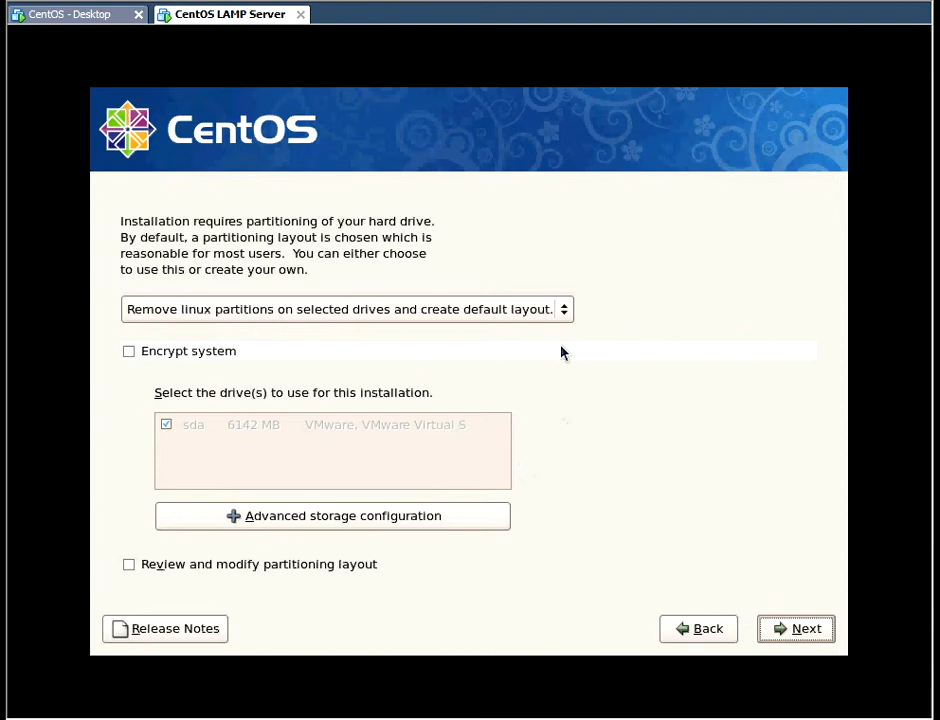 CentOS - Desktop
CentOS LAMP Server
CentOS
Installation requires partitioning of your hard drive.
By default, a partitioning layout is chosen which is
reasonable for most users.  You can either choose
to use this or create your own.
Remove linux partitions on selected drives and create default layout.
Encrypt system
Select the drive(s) to use for this installation.
sda 6142 MB VMware, VMware Virtual S
Advanced storage configuration
Review and modify partitioning layout
Release Notes
Back
Next